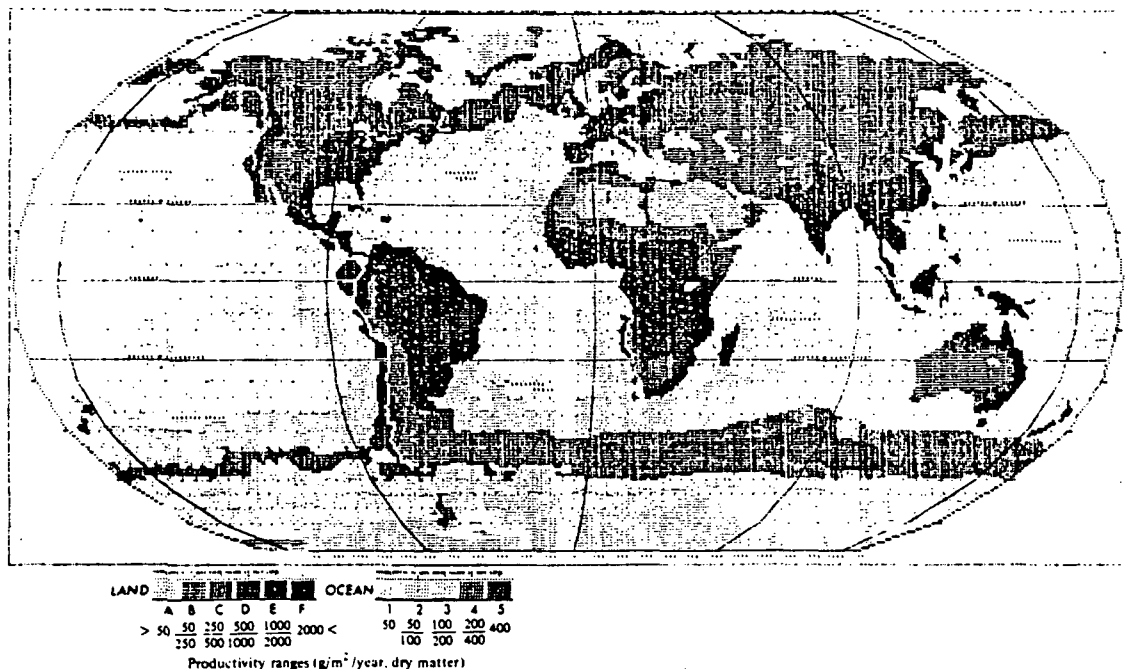 LAND A B C D E F
> 50 50/250 250/500 500/1000 1000/2000 2000 <
OCEAN 1 2 3 4 5
50 50/100 100/200 200/400 400
Productivity ranges (g/m²/year, dry matter)